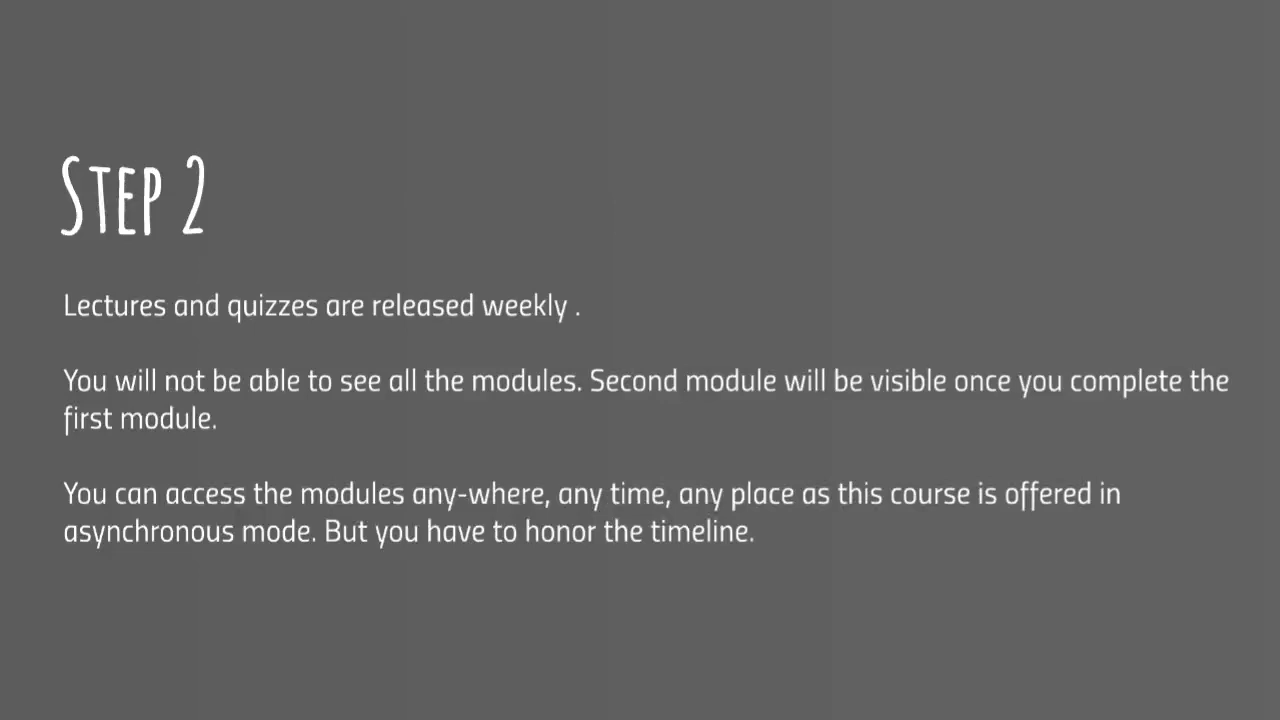 Step 2
Lectures and quizzes are released weekly .
You will not be able to see all the modules. Second module will be visible once you complete the
first module.
You can access the modules any-where, any time, any place as this course is offered in
asynchronous mode. But you have to honor the timeline.